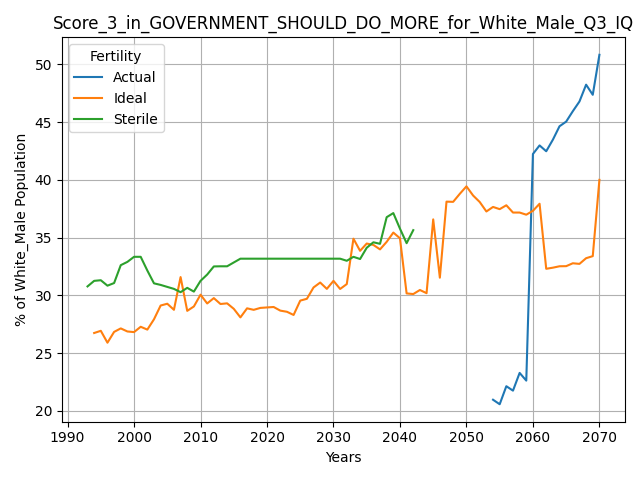 Score_3_in_GOVERNMENT_SHOULD_DO_MORE_for_White_Male_Q3_IQ
Fertility
Actual
Ideal
Sterile
% of White_Male Population
50
45
40
35
30
25
20
1990 2000 2010 2020 2030 2040 2050 2060 2070
Years